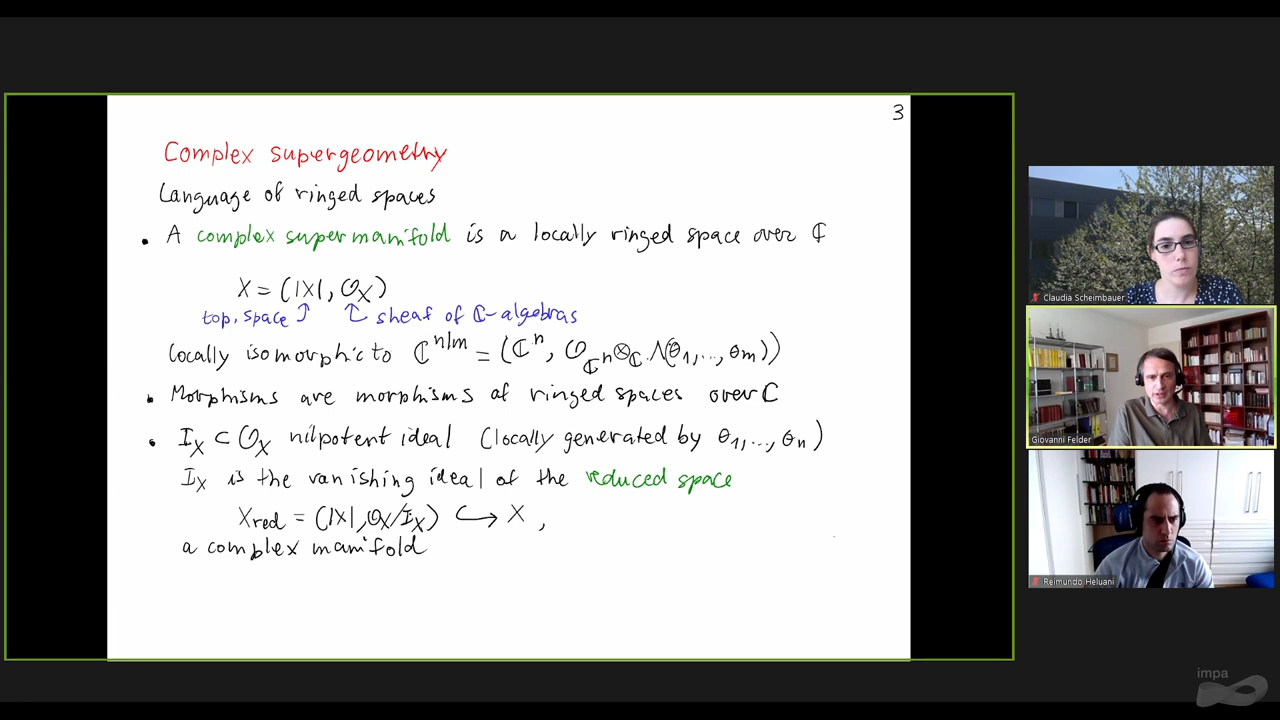 3
Complex supergeometry
Language of ringed spaces
• A complex supermanifold is a locally ringed space over ℂ
X = (|X|, O_X)
top. space ↑ ↑ sheaf of ℂ-algebras
locally isomorphic to ℂ^{n|m} = (ℂ^n, O_{ℂ^n} ⊗_ℂ Λ(θ_1,..., θ_m))
• Morphisms are morphisms of ringed spaces over ℂ
• I_X ⊂ O_X nilpotent ideal (locally generated by θ_1,..., θ_n)
I_X is the vanishing ideal of the reduced space
X_red = (|X|, O_X/I_X) ↪ X ,
a complex manifold
Claudia Scheimbauer
Giovanni Felder
Reimundo Heluani
impa